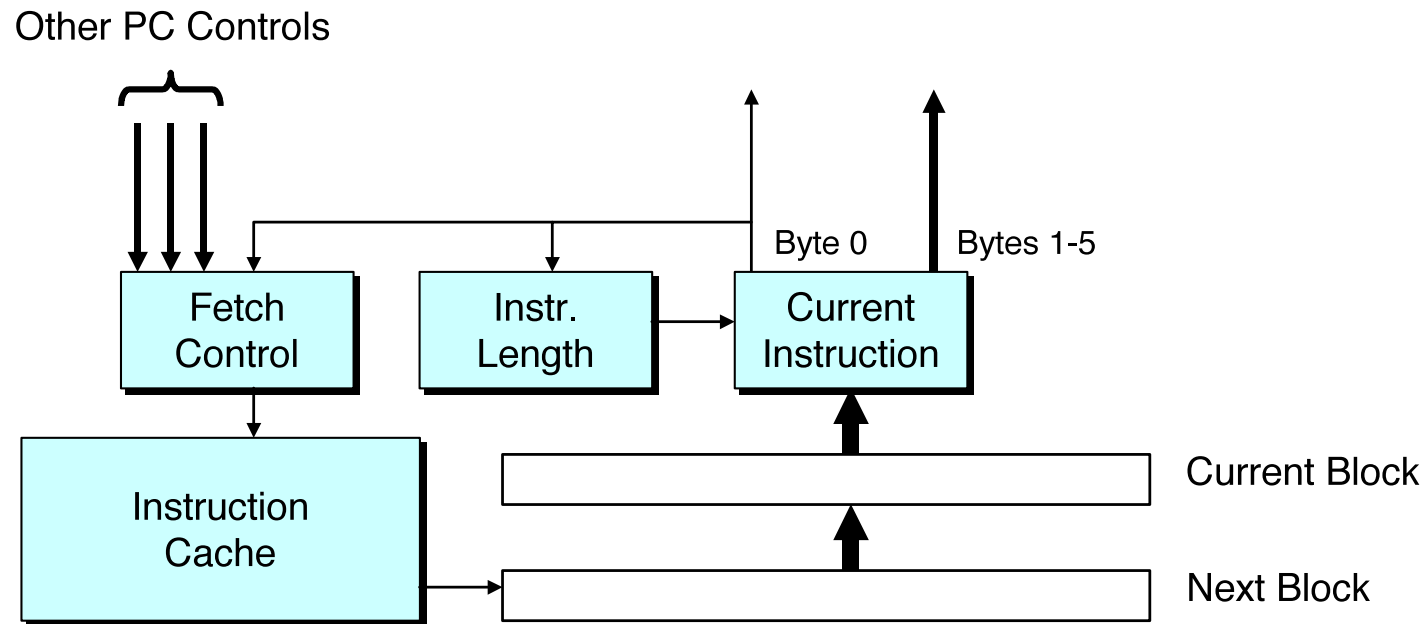 Other PC Controls
Byte 0
Bytes 1-5
Fetch
Control
Instr.
Length
Current
Instruction
Instruction
Cache
Current Block
Next Block